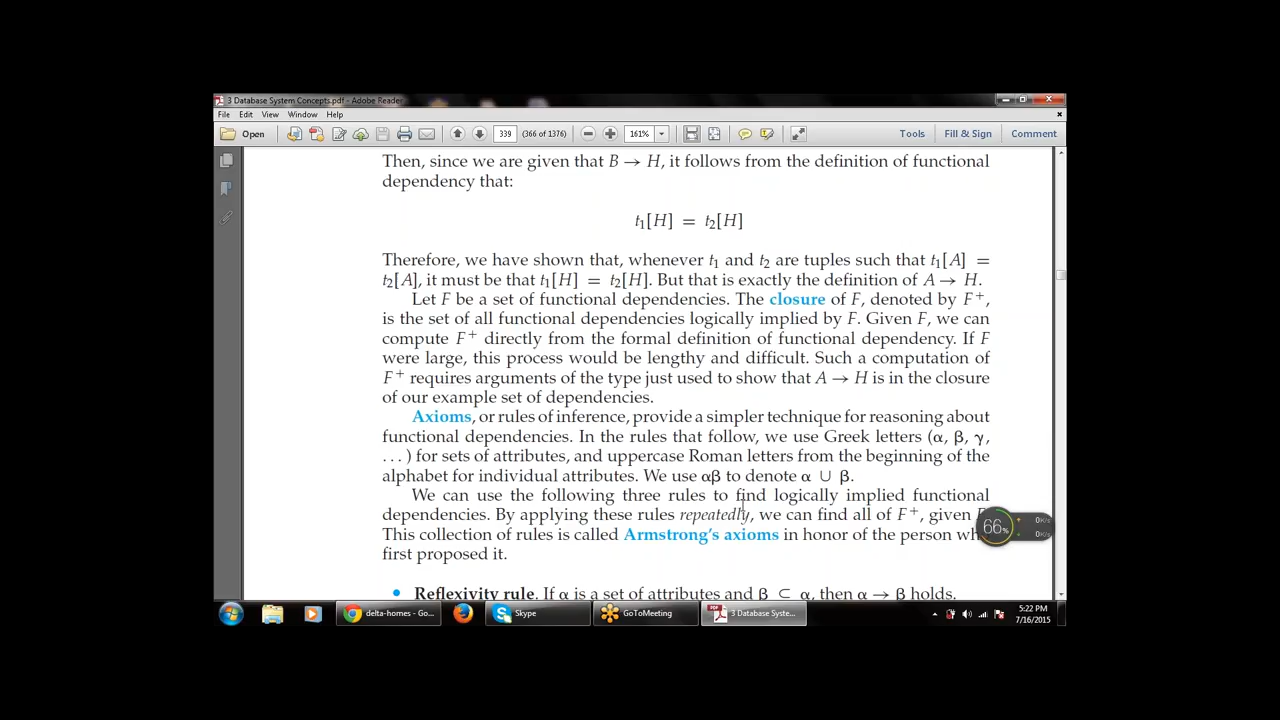 3 Database System Concepts.pdf - Adobe Reader
File Edit View Window Help
Open 339 (366 of 1376) 161% Tools Fill & Sign Comment
Then, since we are given that B → H, it follows from the definition of functional
dependency that:
t₁[H] = t₂[H]
Therefore, we have shown that, whenever t₁ and t₂ are tuples such that t₁[A] =
t₂[A], it must be that t₁[H] = t₂[H]. But that is exactly the definition of A → H.
Let F be a set of functional dependencies. The closure of F, denoted by F⁺,
is the set of all functional dependencies logically implied by F. Given F, we can
compute F⁺ directly from the formal definition of functional dependency. If F
were large, this process would be lengthy and difficult. Such a computation of
F⁺ requires arguments of the type just used to show that A → H is in the closure
of our example set of dependencies.
Axioms, or rules of inference, provide a simpler technique for reasoning about
functional dependencies. In the rules that follow, we use Greek letters (α, β, γ,
...) for sets of attributes, and uppercase Roman letters from the beginning of the
alphabet for individual attributes. We use αβ to denote α ∪ β.
We can use the following three rules to find logically implied functional
dependencies. By applying these rules repeatedly, we can find all of F⁺, given
This collection of rules is called Armstrong's axioms in honor of the person
first proposed it.
• Reflexivity rule. If α is a set of attributes and β ⊆ α, then α → β holds.
66%
0K/s
0K/s
delta-homes - Go... Skype GoToMeeting 3 Database Syste...
5:22 PM
7/16/2015